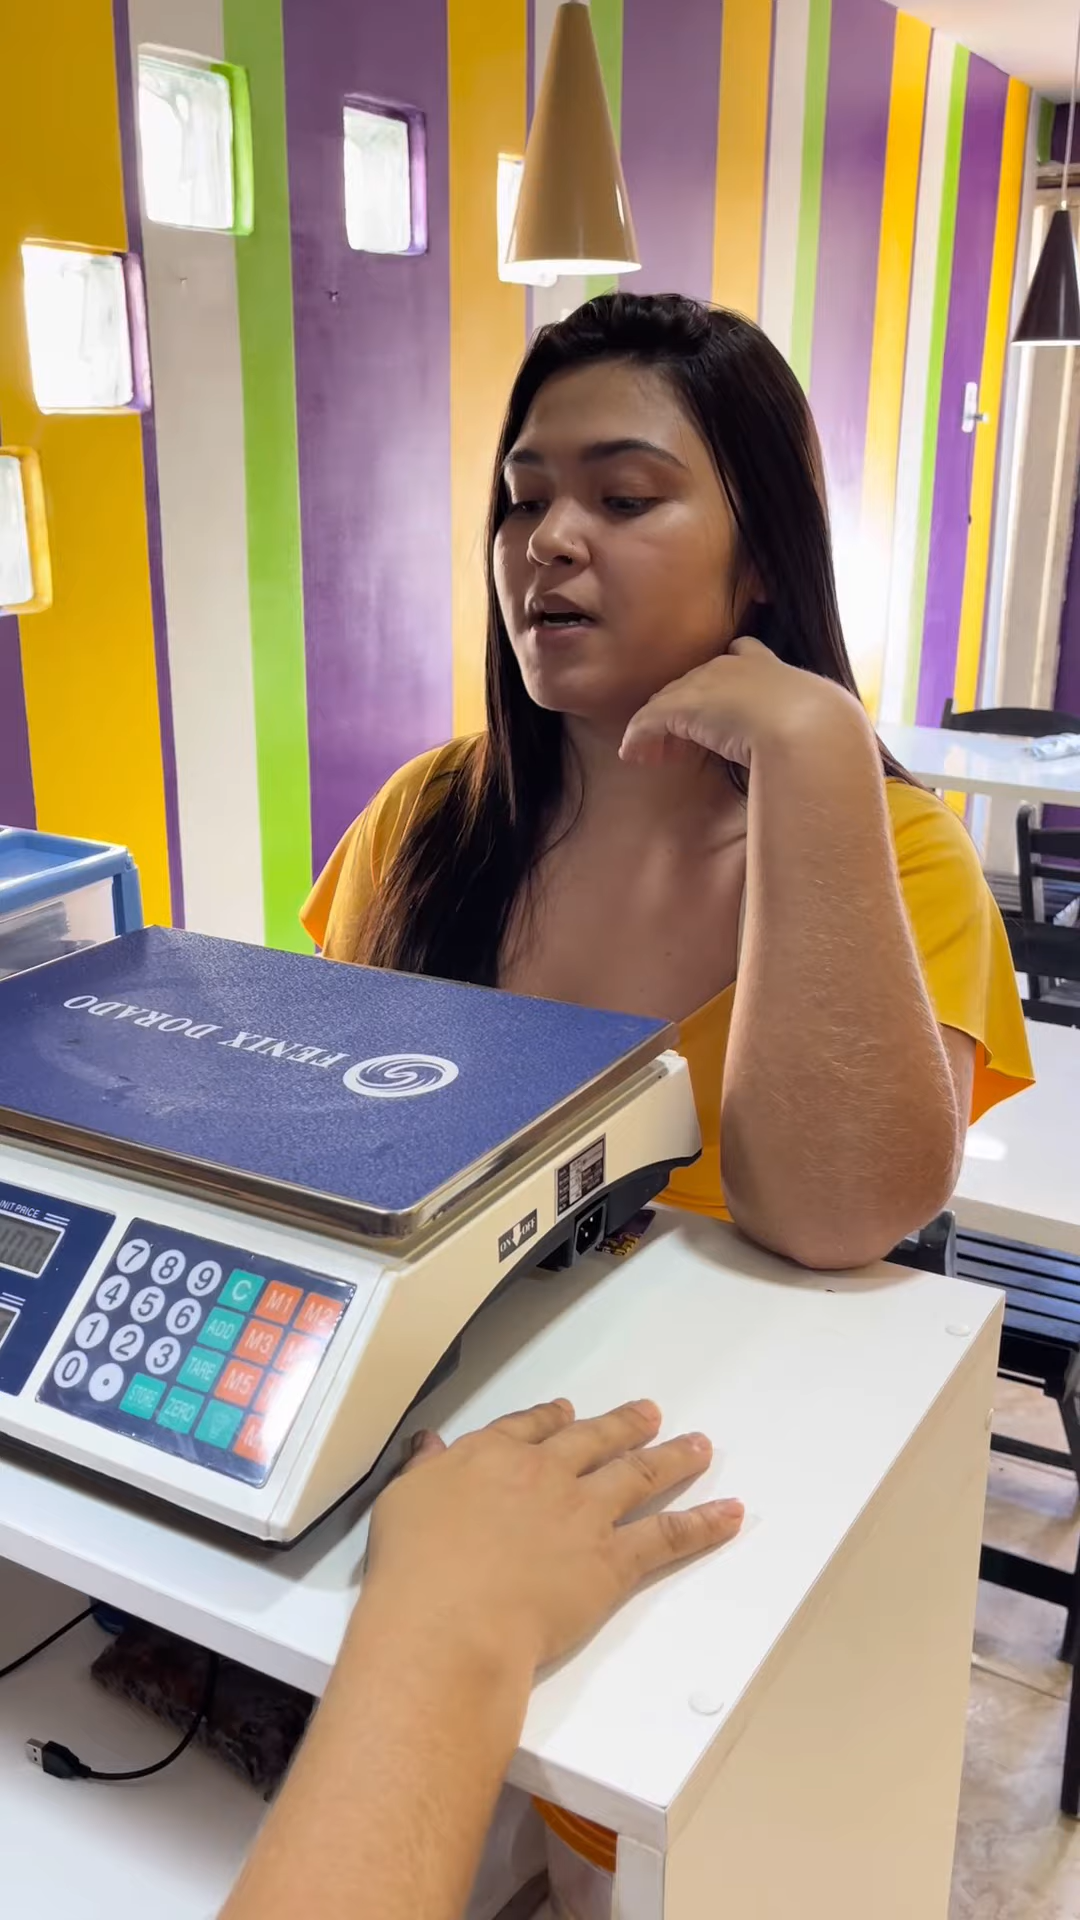 FENIX DORADO
UNIT PRICE
ON OFF
7 8 9 C M1 M2
4 5 6 ADD M3
1 2 3 TARE M5
0 . STORE ZERO